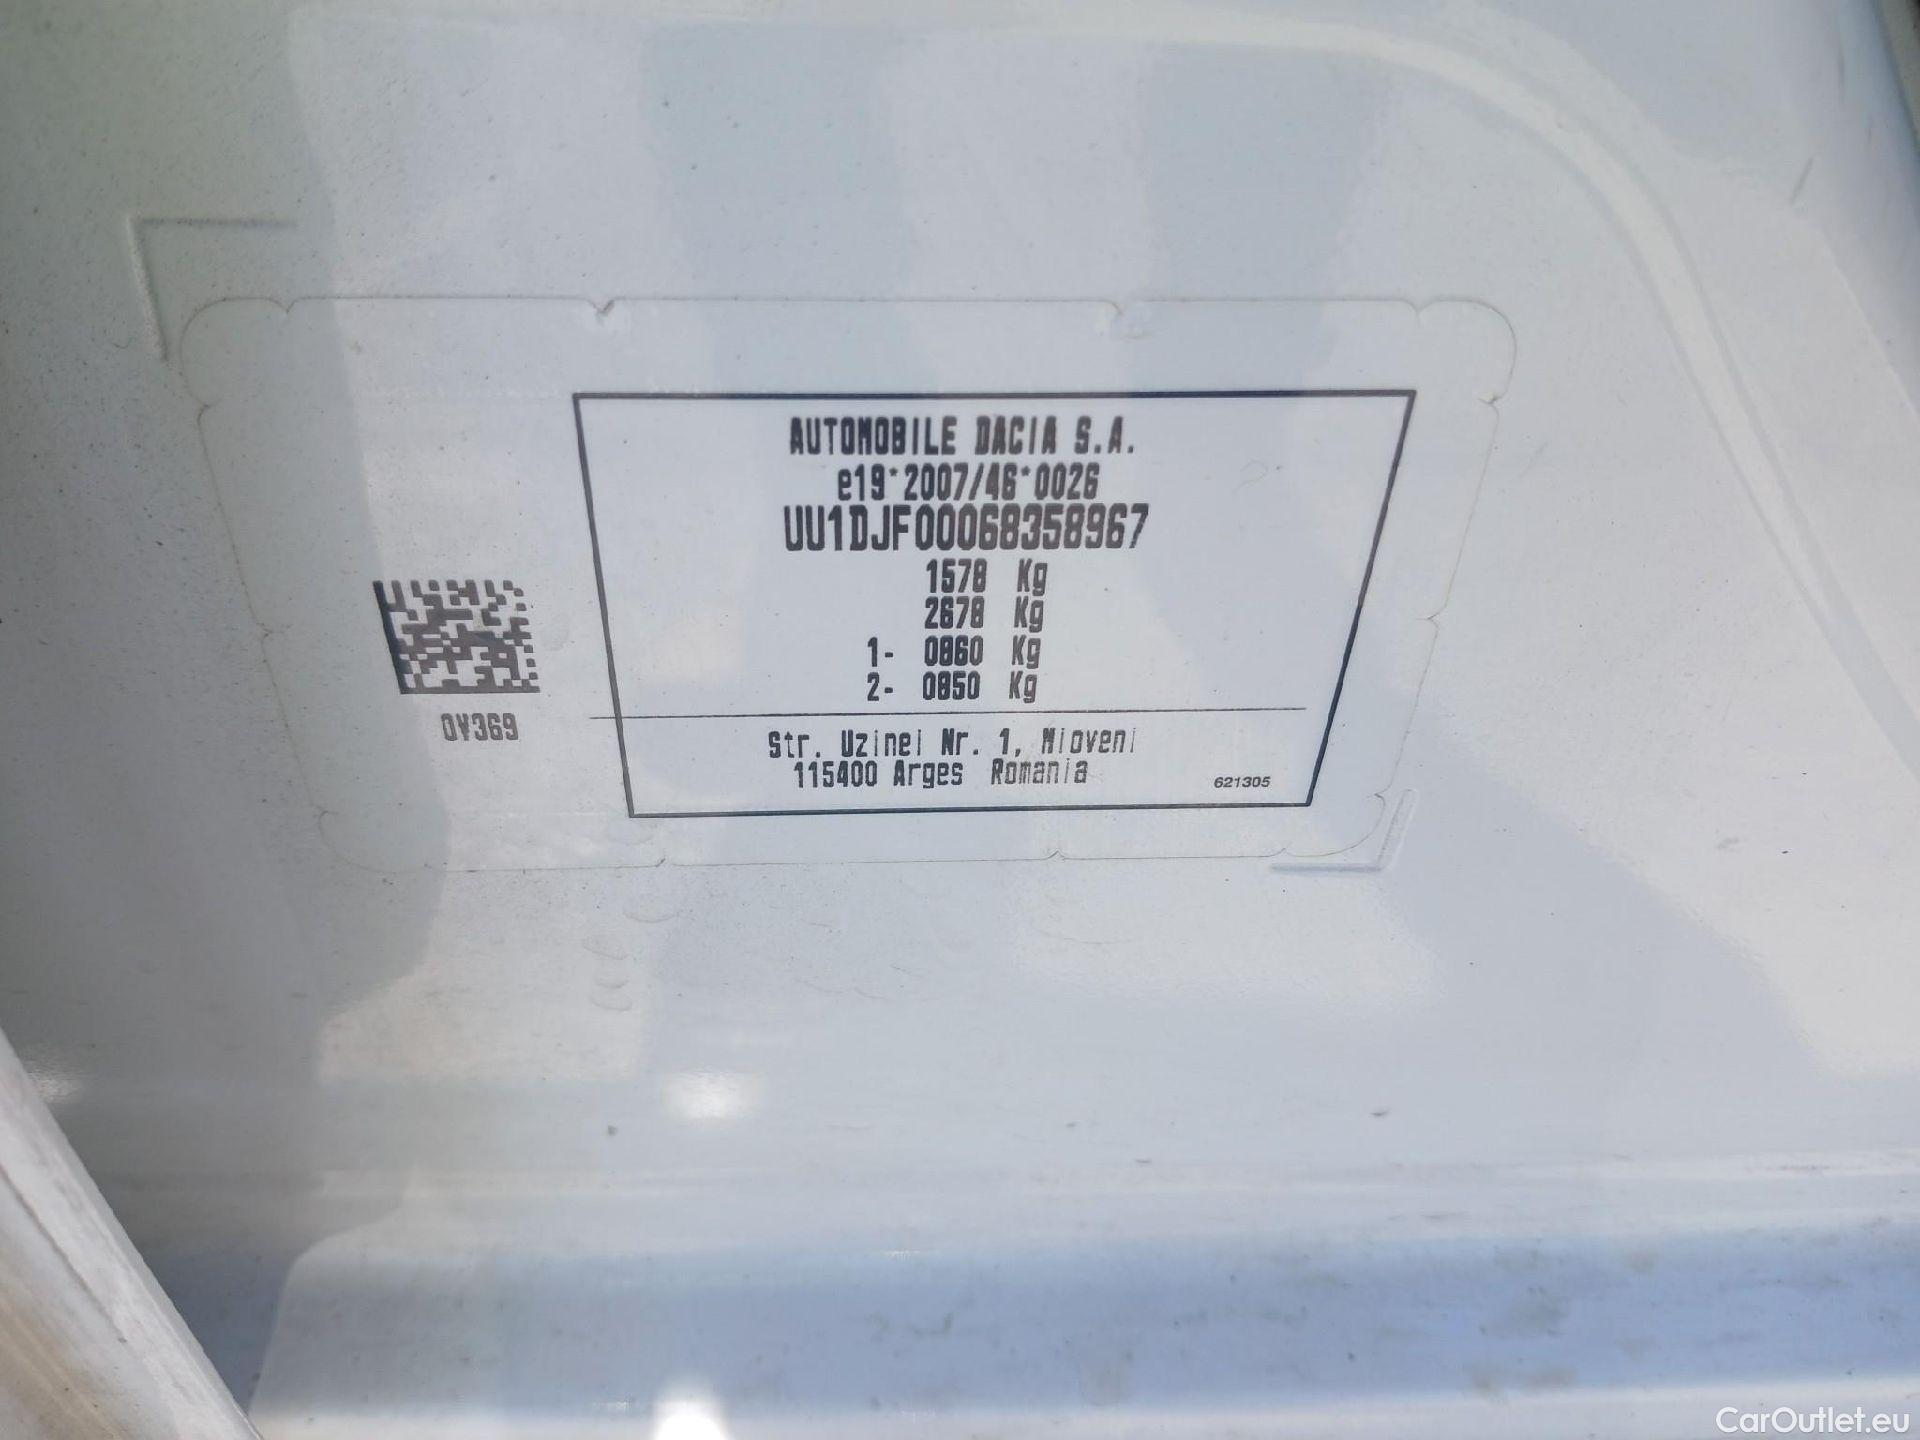 AUTOMOBILE DACIA S.A.
e19*2007/46*0026
UU1DJF00068358967
1578 Kg
2678 Kg
1- 0860 Kg
2- 0850 Kg
0V369
Str. Uzinei Nr. 1, Mioveni
115400 Arges Romania
621305
CarOutlet.eu